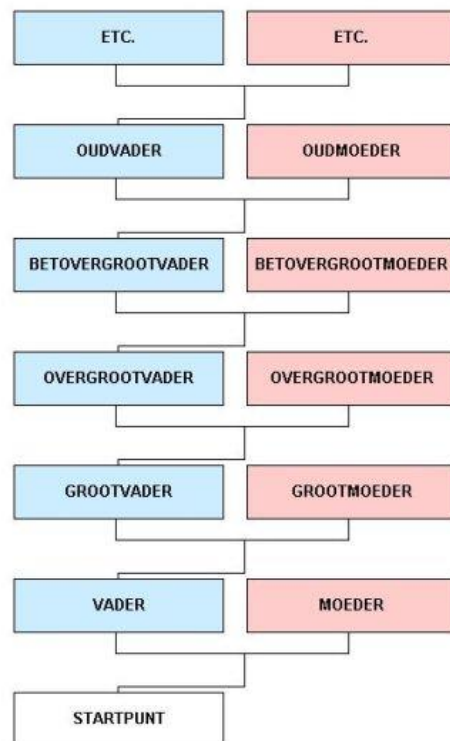 ETC. ETC.
OUDVADER OUDMOEDER
BETOVERGROOTVADER BETOVERGROOTMOEDER
OVERGROOTVADER OVERGROOTMOEDER
GROOTVADER GROOTMOEDER
VADER MOEDER
STARTPUNT